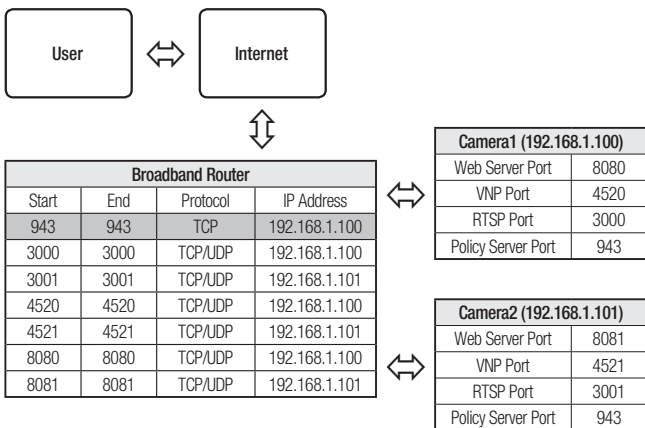 User
Internet
Broadband Router
Start End Protocol IP Address
943 943 TCP 192.168.1.100
3000 3000 TCP/UDP 192.168.1.100
3001 3001 TCP/UDP 192.168.1.101
4520 4520 TCP/UDP 192.168.1.100
4521 4521 TCP/UDP 192.168.1.101
8080 8080 TCP/UDP 192.168.1.100
8081 8081 TCP/UDP 192.168.1.101
Camera1 (192.168.1.100)
Web Server Port 8080
VNP Port 4520
RTSP Port 3000
Policy Server Port 943
Camera2 (192.168.1.101)
Web Server Port 8081
VNP Port 4521
RTSP Port 3001
Policy Server Port 943